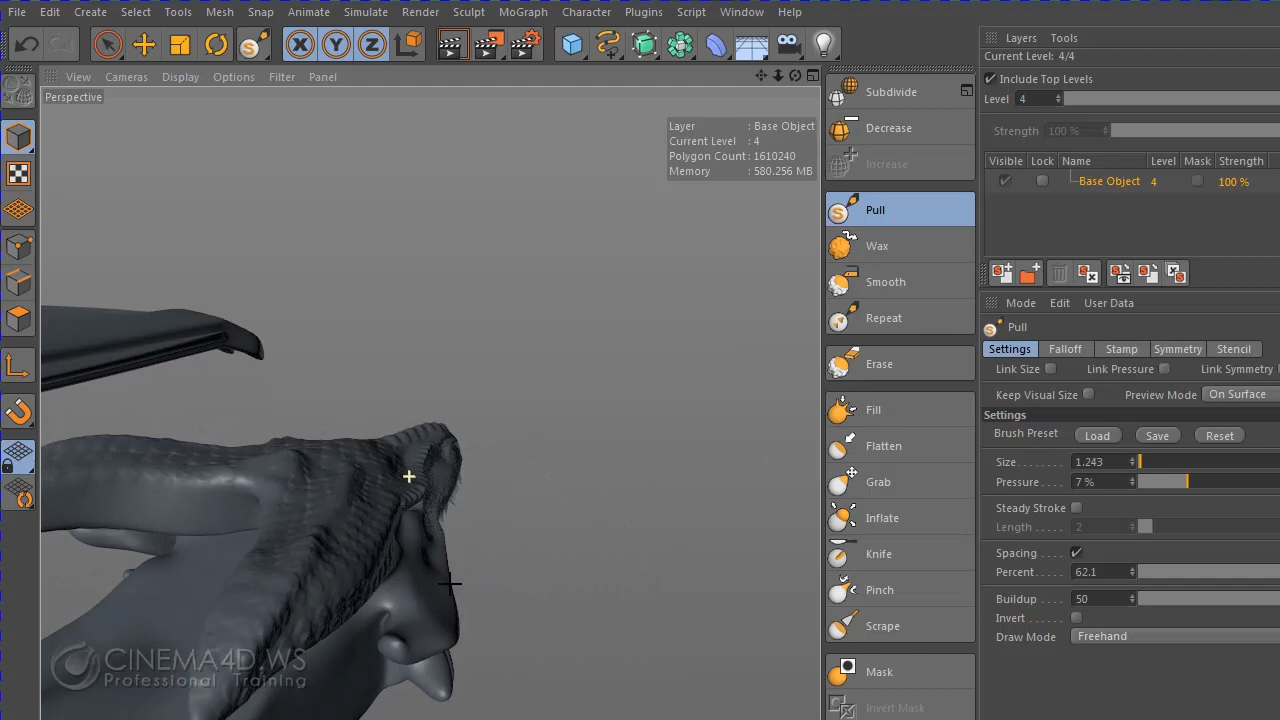 File Edit Create Select Tools Mesh Snap Animate Simulate Render Sculpt MoGraph Character Plugins Script Window Help
X Y Z
View Cameras Display Options Filter Panel
Perspective
Layer : Base Object
Current Level : 4
Polygon Count : 1610240
Memory : 580.256 MB
CINEMA4D.WS
Professional Training
Subdivide
Decrease
Increase
Pull
Wax
Smooth
Repeat
Erase
Fill
Flatten
Grab
Inflate
Knife
Pinch
Scrape
Mask
Invert Mask
Layers Tools
Current Level: 4/4
Include Top Levels
Level 4
Strength 100 %
Visible Lock Name Level Mask Strength
Base Object 4 100 %
Mode Edit User Data
Pull
Settings Falloff Stamp Symmetry Stencil
Link Size Link Pressure Link Symmetry
Keep Visual Size Preview Mode On Surface
Settings
Brush Preset Load Save Reset
Size 1.243
Pressure 7 %
Steady Stroke
Length 2
Spacing
Percent 62.1
Buildup 50
Invert
Draw Mode Freehand